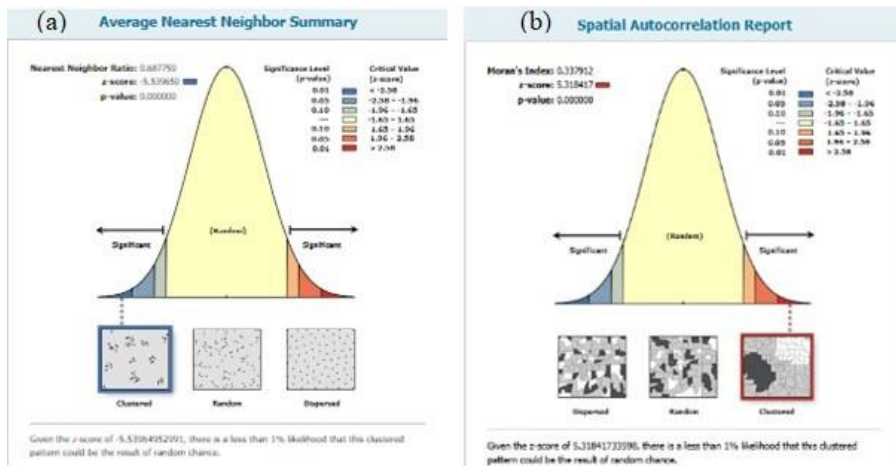 (a) Average Nearest Neighbor Summary
Nearest Neighbor Ratio: 0.667750
z-score: -5.539650
p-value: 0.000000
Significance Level
(p-value)
Critical Value
(z-score)
0.01 < -2.58
0.05 -2.58 - -1.96
0.10 -1.96 - -1.65
— -1.65 - 1.65
0.10 1.65 - 1.96
0.05 1.96 - 2.58
0.01 > 2.58
Significant
(Random)
Significant
Clustered
Random
Dispersed
Given the z-score of -5.53964952991, there is a less than 1% likelihood that this clustered
pattern could be the result of random chance.
(b) Spatial Autocorrelation Report
Moran's Index: 0.337912
z-score: 5.318417
p-value: 0.000000
Significance Level
(p-value)
Critical Value
(z-score)
0.01 < -2.58
0.05 -2.58 - -1.96
0.10 -1.96 - -1.65
— -1.65 - 1.65
0.10 1.65 - 1.96
0.05 1.96 - 2.58
0.01 > 2.58
Significant
(Random)
Significant
Dispersed
Random
Clustered
Given the z-score of 5.31841733998, there is a less than 1% likelihood that this clustered
pattern could be the result of random chance.